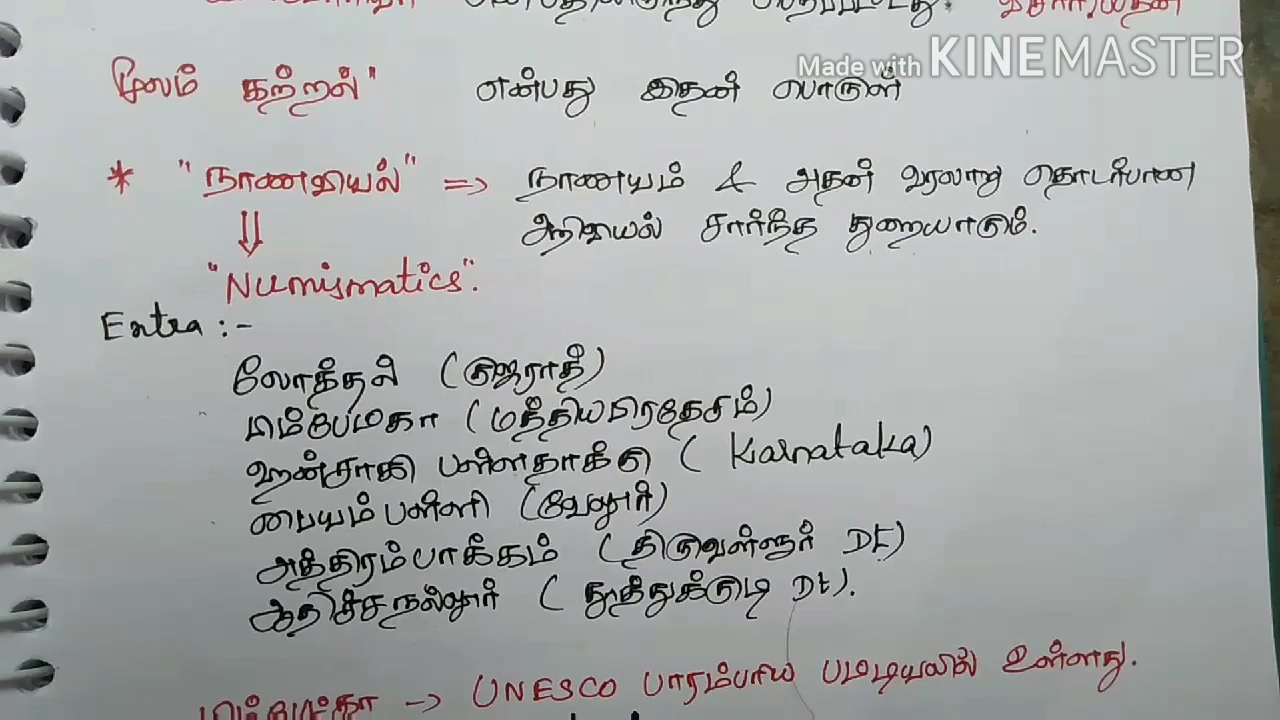 Made with KINEMASTER
மூலம் கற்றல்" என்பது இதன் பொருள்
* "நாணவியல்" => நாணயம் & அதன் வரலாறு தொடர்பான
அறிவியல் சார்ந்த துறையாகும்.
⇓
"Numismatics".
Extra :-
லோத்தல் (குஜராத்)
பிம்பேட்கா (மத்தியபிரதேசம்)
ஹன்சாகி பள்ளதாக்கு ( Karnataka)
பையம்பள்ளி (வேலூர்)
அத்திரம்பாக்கம் (திருவள்ளூர் Dt)
ஆதிச்சநல்லூர் ( தூத்துக்குடி Dt).
-> UNESCO பாரம்பரிய பட்டியலில் உள்ளது.